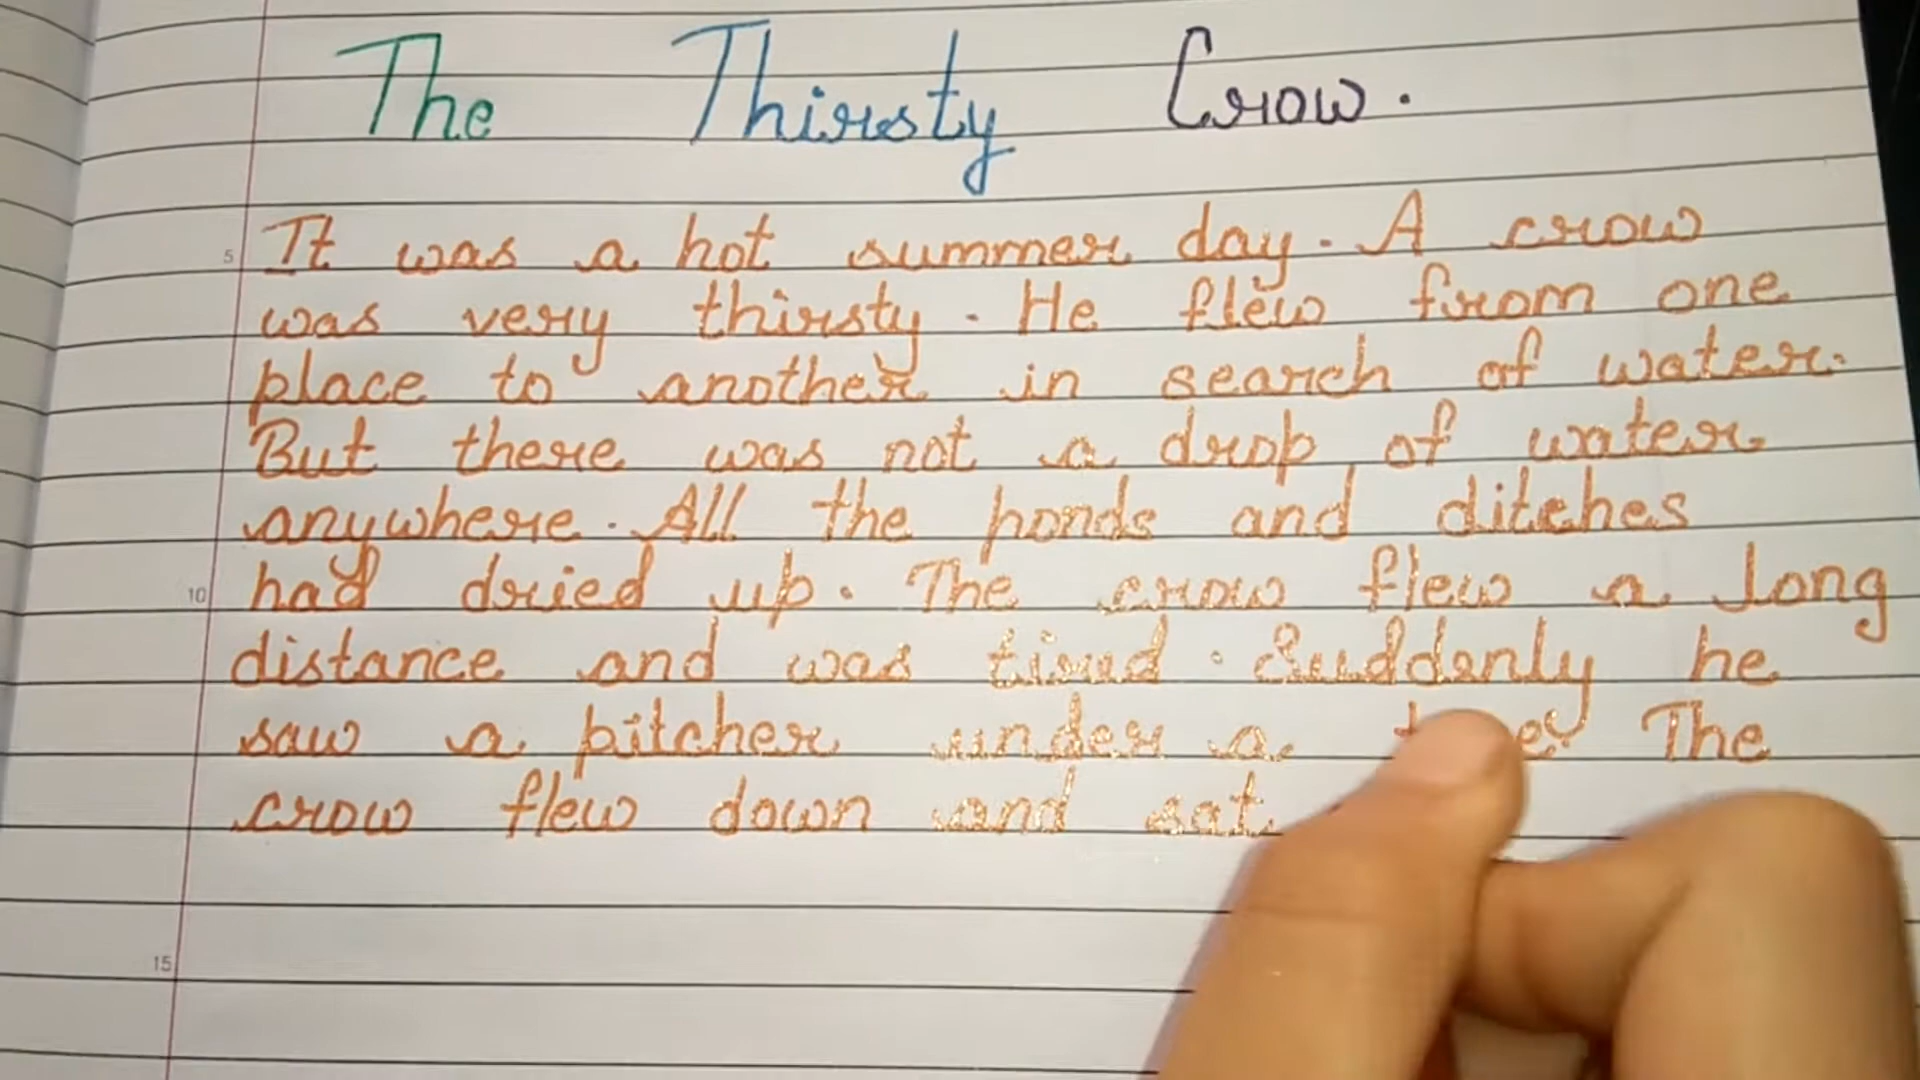 The Thirsty Crow.
5 It was a hot summer day. A crow
was very thirsty. He flew from one
place to another in search of water.
But there was not a drop of water
anywhere. All the ponds and ditches
10 had dried up. The crow flew a long
distance and was tired. Suddenly he
saw a pitcher under a The
crow flew down and sat
15